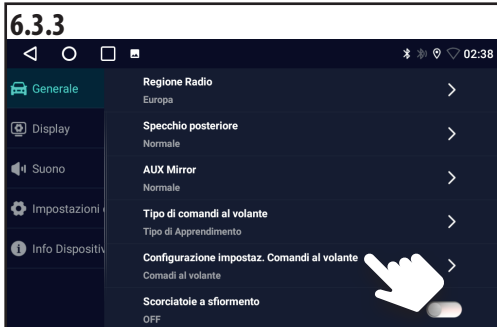 6.3.3
02:38
Generale
Display
Suono
Impostazioni
Info Dispositiv
Regione Radio
Europa
Specchio posteriore
Normale
AUX Mirror
Normale
Tipo di comandi al volante
Tipo di Apprendimento
Configurazione impostaz. Comandi al volante
Comadi al volante
Scorciatoie a sfiormento
OFF